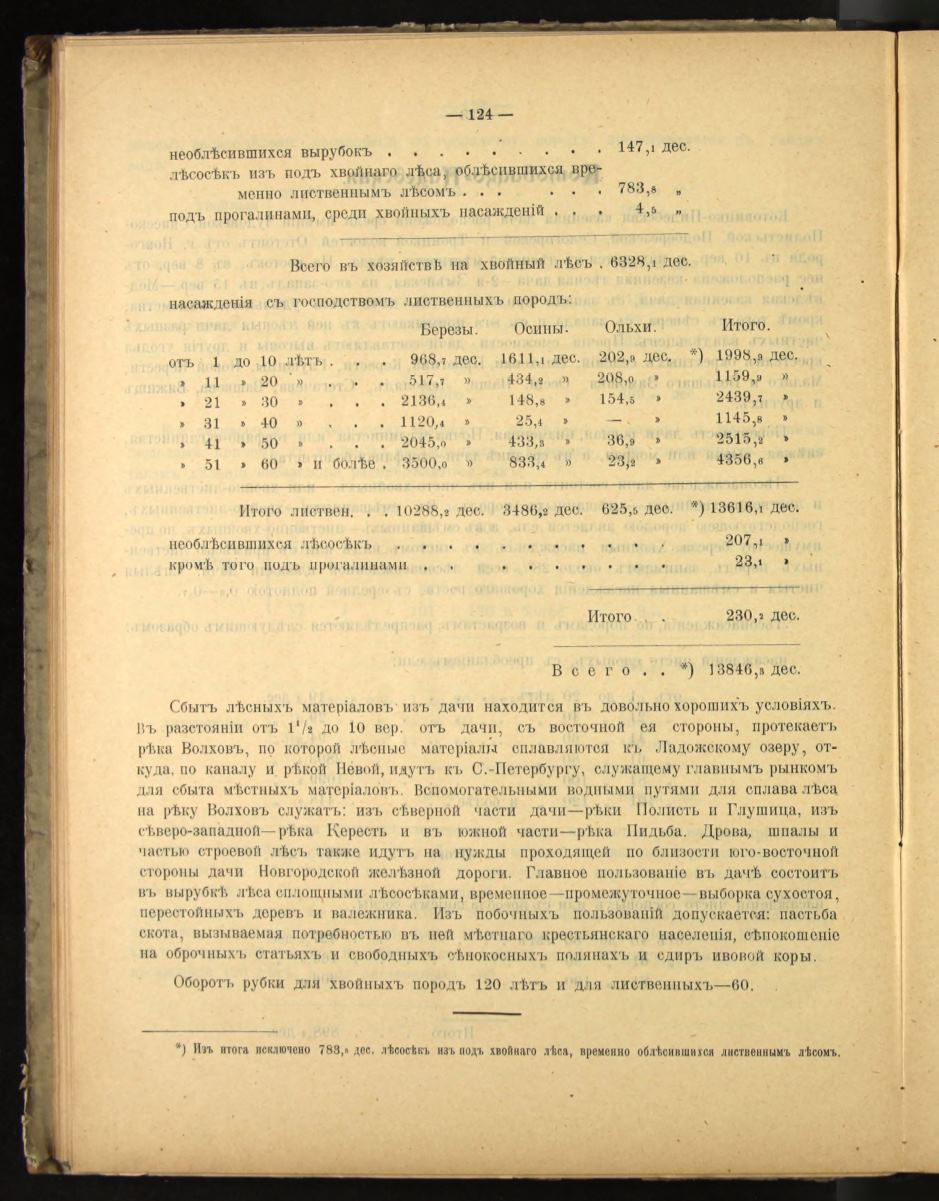 — 124 —
необлѣсившихся вырубокъ . . . . . . . . . 147,1 дес.
лѣсосѣкъ изъ подъ хвойнаго лѣса, облѣсившихся вре-
менно лиственнымъ лѣсомъ . . . . . . 783,8 „
подъ прогалинами, среди хвойныхъ насажденій . . . 4,5 „
Всего въ хозяйствѣ на хвойный лѣсъ . 6328,1 дес.
насажденія съ господствомъ лиственныхъ породъ:
Березы. Осины. Ольхи. Итого.
отъ 1 до 10 лѣтъ . . . 968,7 дес. 1611,1 дес. 202,9 дес. *) 1998,9 дес.
» 11 » 20 » . . . 517,7 » 434,2 » 208,0 » 1159,9 »
» 21 » 30 » . . . 2136,4 » 148,8 » 154,5 » 2439,7 »
» 31 » 40 » . . . 1120,4 » 25,4 » — » 1145,8 »
» 41 » 50 » . . . 2045,0 » 433,3 » 36,9 » 2515,2 »
» 51 » 60 » и болѣе . 3500,0 » 833,4 » 23,2 » 4356,6 »
Итого листвен. . . 10288,2 дес. 3486,2 дес. 625,5 дес. *) 13616,1 дес.
необлѣсившихся лѣсосѣкъ . . . . . . . . . . . . 207,1 »
кромѣ того подъ прогалинами . . . . . . . . . 23,1 »
Итого . . 230,2 дес.
Всего . . *) 13846,3 дес.
Сбытъ лѣсныхъ матеріаловъ изъ дачи находится въ довольно хорошихъ условіяхъ.
Въ разстояніи отъ 1¹/₂ до 10 вер. отъ дачи, съ восточной ея стороны, протекаетъ
рѣка Волховъ, по которой лѣсные матеріалы сплавляются къ Ладожскому озеру, от-
куда, по каналу и рѣкой Невой, идутъ къ С.-Петербургу, служащему главнымъ рынкомъ
для сбыта мѣстныхъ матеріаловъ. Вспомогательными водными путями для сплава лѣса
на рѣку Волховъ служатъ: изъ сѣверной части дачи—рѣки Полисть и Глушица, изъ
сѣверо-западной—рѣка Кересть и въ южной части—рѣка Пидьба. Дрова, шпалы и
частью строевой лѣсъ также идутъ на нужды проходящей по близости юго-восточной
стороны дачи Новгородской желѣзной дороги. Главное пользованіе въ дачѣ состоитъ
въ вырубкѣ лѣса сплошными лѣсосѣками, временное—промежуточное—выборка сухостоя,
перестойныхъ деревъ и валежника. Изъ побочныхъ пользованій допускается: пастьба
скота, вызываемая потребностью въ ней мѣстнаго крестьянскаго населенія, сѣнокошеніе
на оброчныхъ статьяхъ и свободныхъ сѣнокосныхъ полянахъ и сдиръ ивовой коры.
Оборотъ рубки для хвойныхъ породъ 120 лѣтъ и для лиственныхъ—60.
*) Изъ итога исключено 783,8 дес. лѣсосѣкъ изъ подъ хвойнаго лѣса, временно облѣсившихся лиственнымъ лѣсомъ.